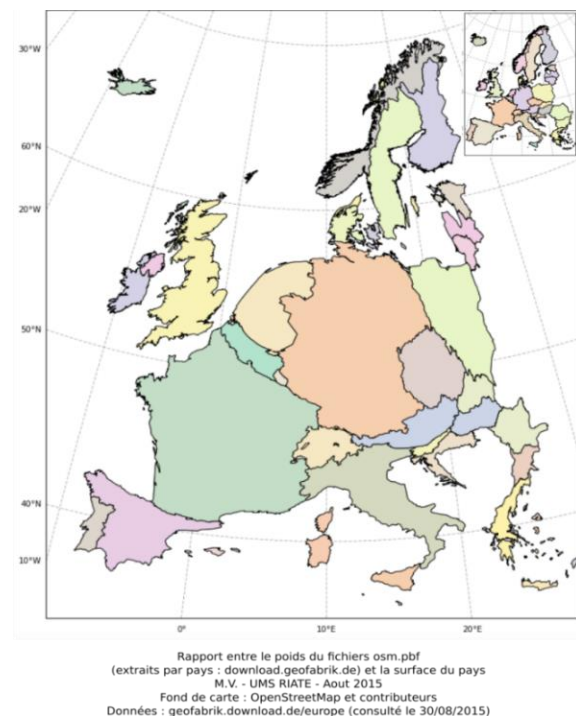 30°W
60°N
20°W
50°N
40°N
10°W
0°
10°E
20°E
Rapport entre le poids du fichiers osm.pbf
(extraits par pays : download.geofabrik.de) et la surface du pays
M.V. - UMS RIATE - Aout 2015
Fond de carte : OpenStreetMap et contributeurs
Données : geofabrik.download.de/europe (consulté le 30/08/2015)